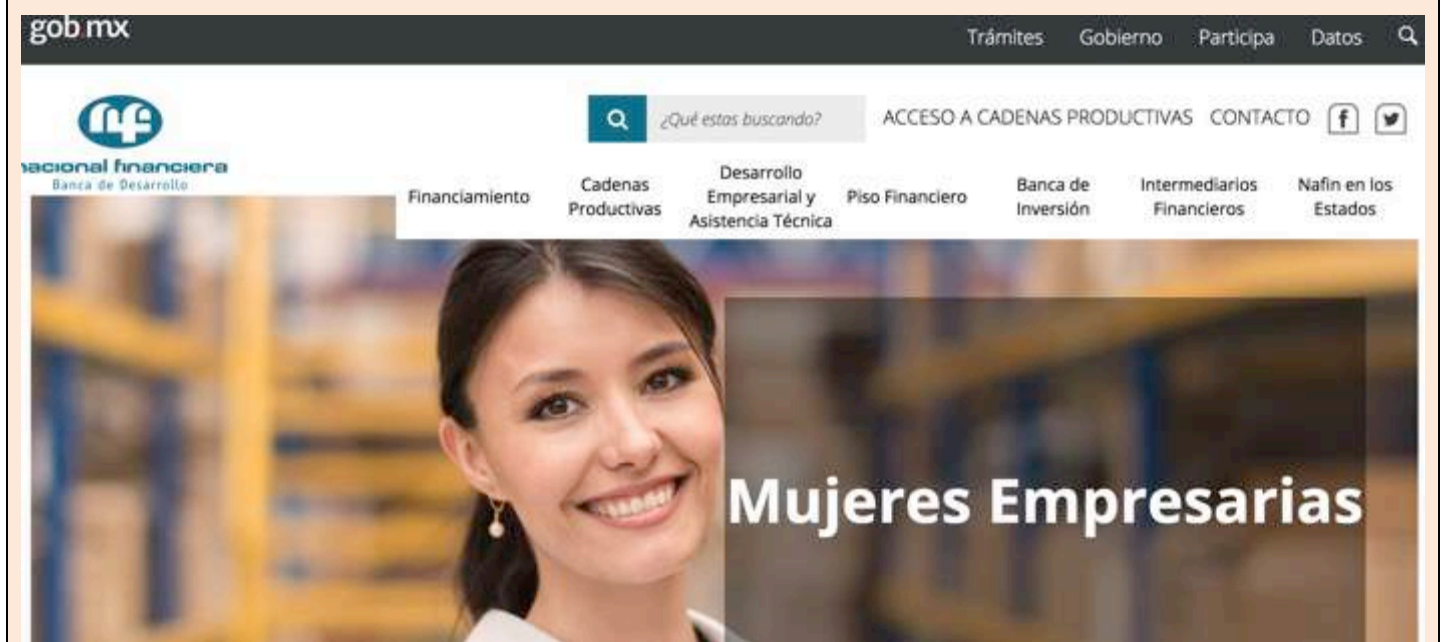 gob.mx
Trámites Gobierno Participa Datos
¿Qué estas buscando?
ACCESO A CADENAS PRODUCTIVAS CONTACTO
nacional financiera
Banca de Desarrollo
Financiamiento
Cadenas
Productivas
Desarrollo
Empresarial y
Asistencia Técnica
Piso Financiero
Banca de
Inversión
Intermediarios
Financieros
Nafin en los
Estados
Mujeres Empresarias